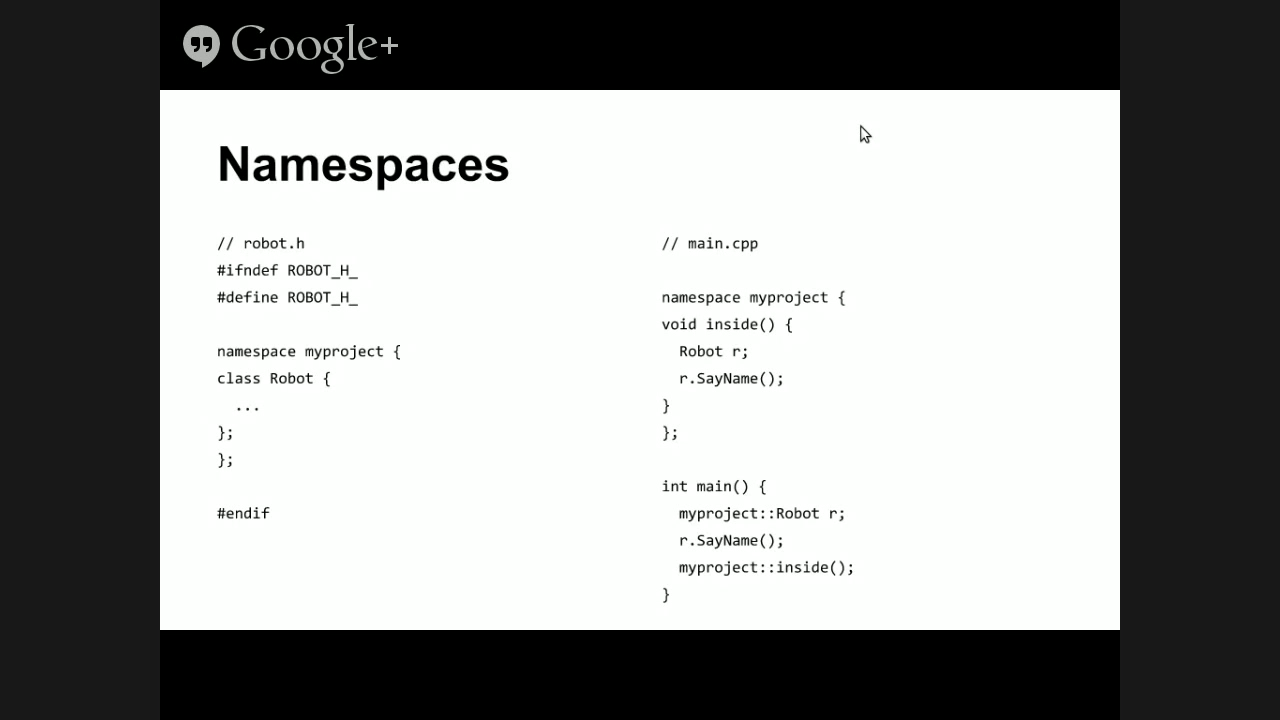 Google+
Namespaces
// robot.h
#ifndef ROBOT_H_
#define ROBOT_H_
namespace myproject {
class Robot {
  ...
};
};
#endif
// main.cpp
namespace myproject {
void inside() {
  Robot r;
  r.SayName();
}
};
int main() {
  myproject::Robot r;
  r.SayName();
  myproject::inside();
}